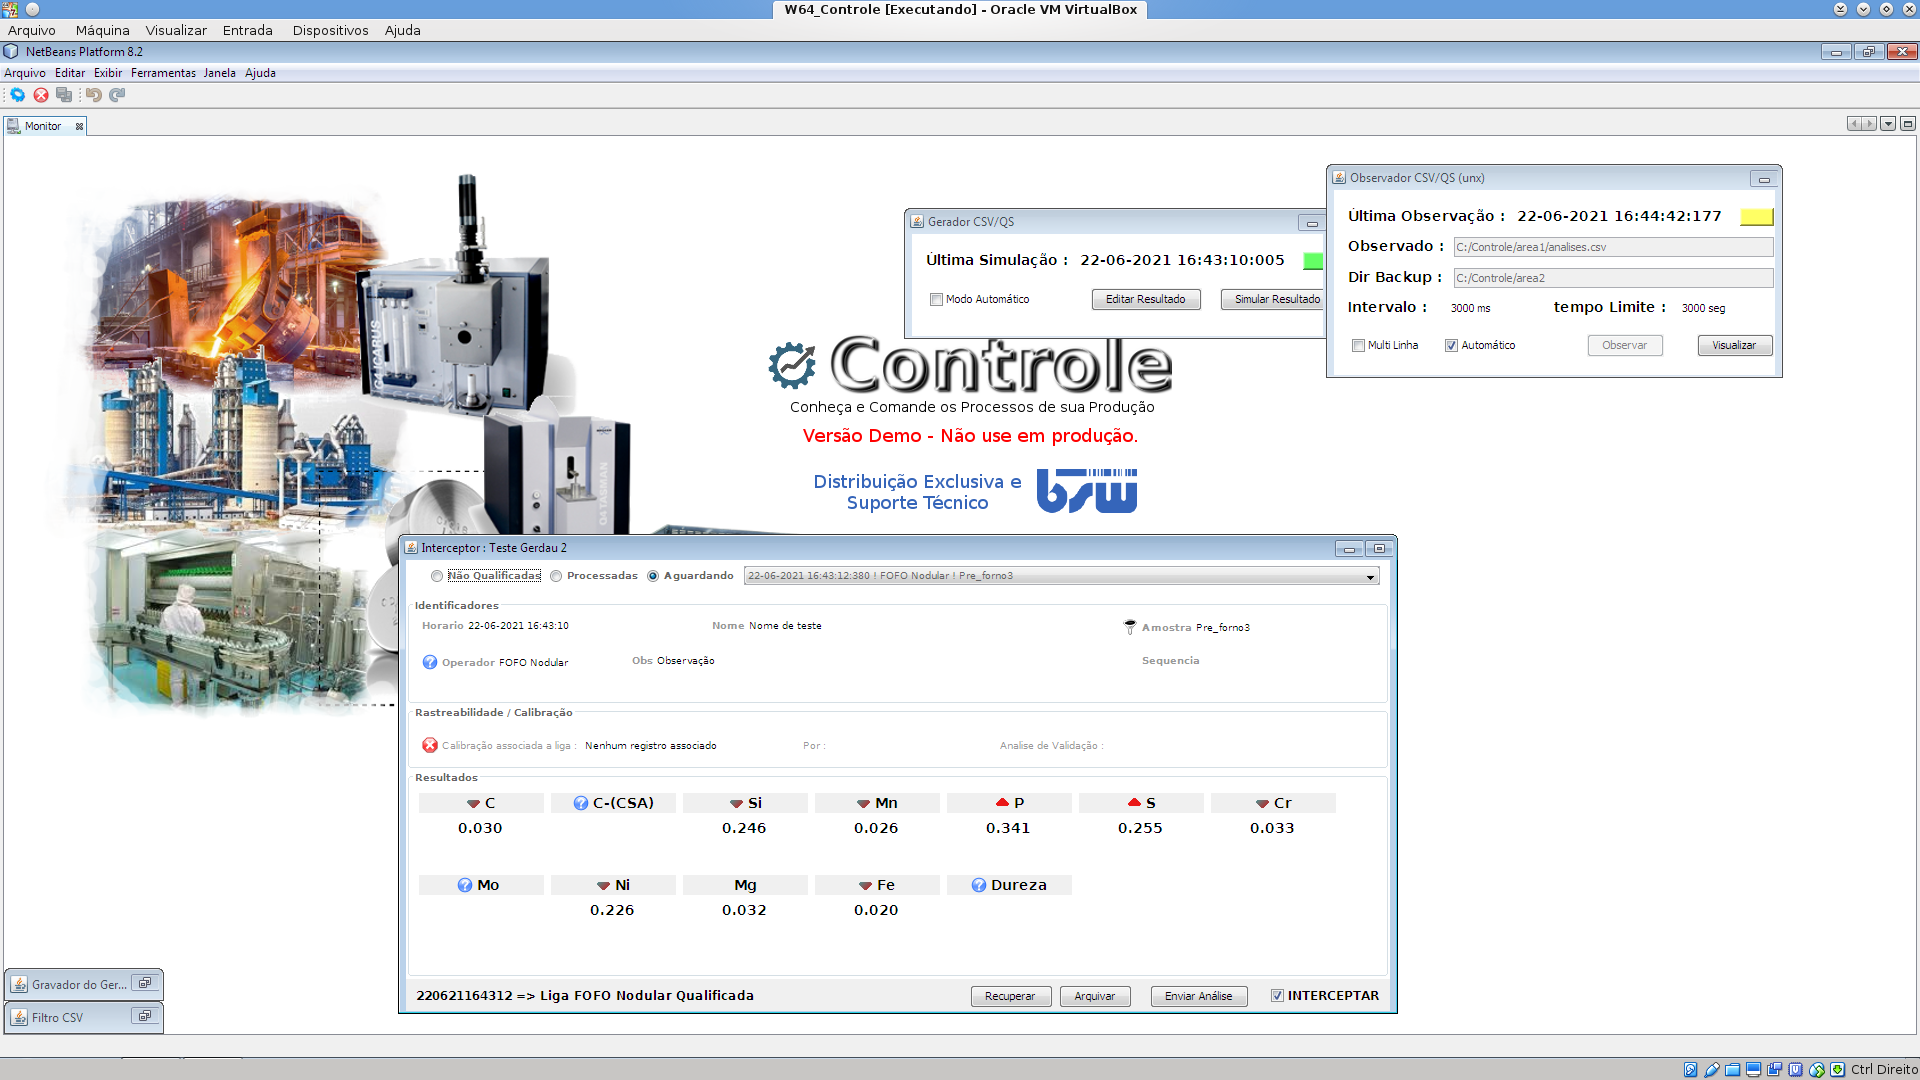 W64_Controle [Executando] - Oracle VM VirtualBox
Arquivo Máquina Visualizar Entrada Dispositivos Ajuda
NetBeans Platform 8.2
Arquivo Editar Exibir Ferramentas Janela Ajuda
Monitor
Observador CSV/QS (unx)
Última Observação : 22-06-2021 16:44:42:177
Observado : C:/Controle/area1/analises.csv
Dir Backup : C:/Controle/area2
Intervalo : 3000 ms tempo Limite : 3000 seg
Multi Linha Automático Observar Visualizar
Gerador CSV/QS
Última Simulação : 22-06-2021 16:43:10:005
Modo Automático Editar Resultado Simular Resultado
Controle
Conheça e Comande os Processos de sua Produção
Versão Demo - Não use em produção.
Distribuição Exclusiva e
Suporte Técnico
bsw
Interceptor : Teste Gerdau 2
Não Qualificadas Processadas Aguardando 22-06-2021 16:43:12:380 ! FOFO Nodular ! Pre_forno3
Identificadores
Horario 22-06-2021 16:43:10 Nome Nome de teste Amostra Pre_forno3
Operador FOFO Nodular Obs Observação Sequencia
Rastreabilidade / Calibração
Calibração associada a liga : Nenhum registro associado Por : Analise de Validação :
Resultados
C C-(CSA) Si Mn P S Cr
0.030 0.246 0.026 0.341 0.255 0.033
Mo Ni Mg Fe Dureza
0.226 0.032 0.020
220621164312 => Liga FOFO Nodular Qualificada Recuperar Arquivar Enviar Análise INTERCEPTAR
Gravador do Ger...
Filtro CSV
Ctrl Direito